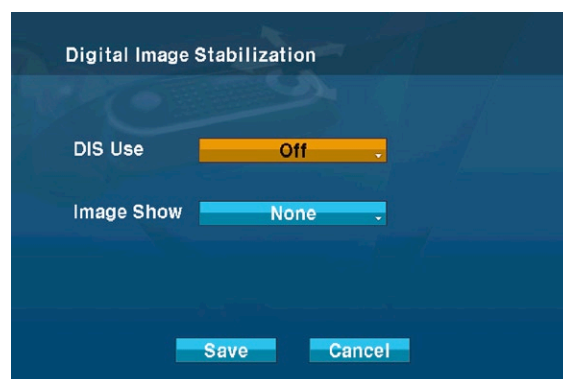 Digital Image Stabilization
DIS Use Off
Image Show None
Save Cancel